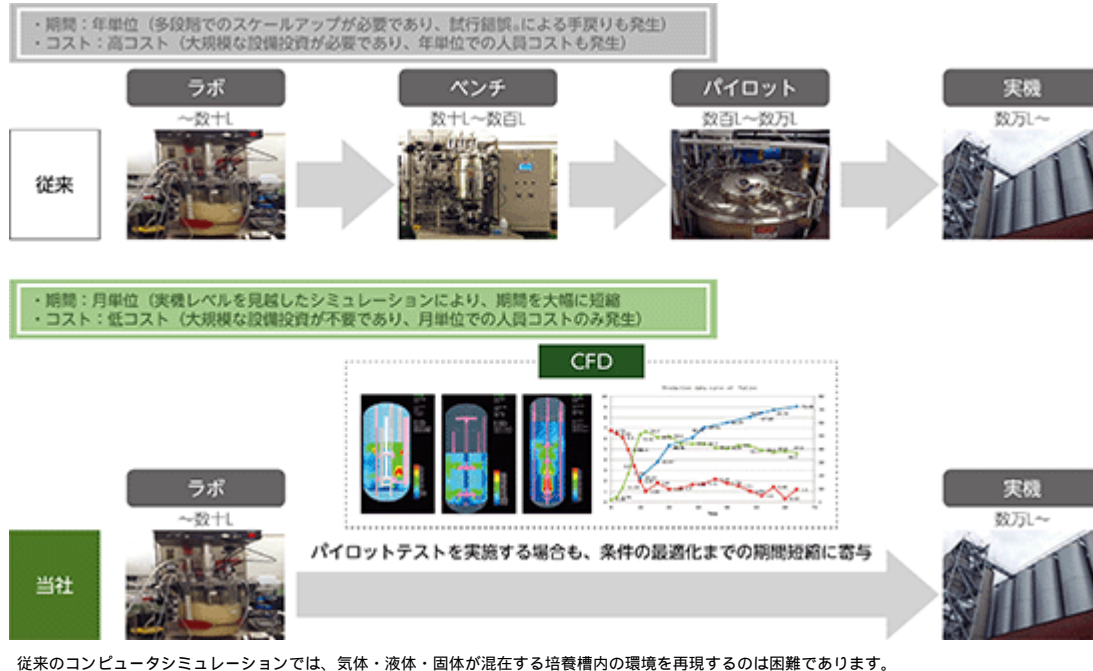 ・期間：年単位（多段階でのスケールアップが必要であり、試行錯誤。による手戻りも発生）
・コスト：高コスト（大規模な設備投資が必要であり、年単位での人員コストも発生）
ラボ
ベンチ
パイロット
実機
～数十L
数十L～数百L
数百L～数万L
数万L～
従来
・期間：月単位（実機レベルを見越したシミュレーションにより、期間を大幅に短縮
・コスト：低コスト（大規模な設備投資が不要であり、月単位での人員コストのみ発生）
CFD
ラボ
実機
～数十L
数万L～
パイロットテストを実施する場合も、条件の最適化までの期間短縮に寄与
当社
従来のコンピュータシミュレーションでは、気体・液体・固体が混在する培養槽内の環境を再現するのは困難であります。